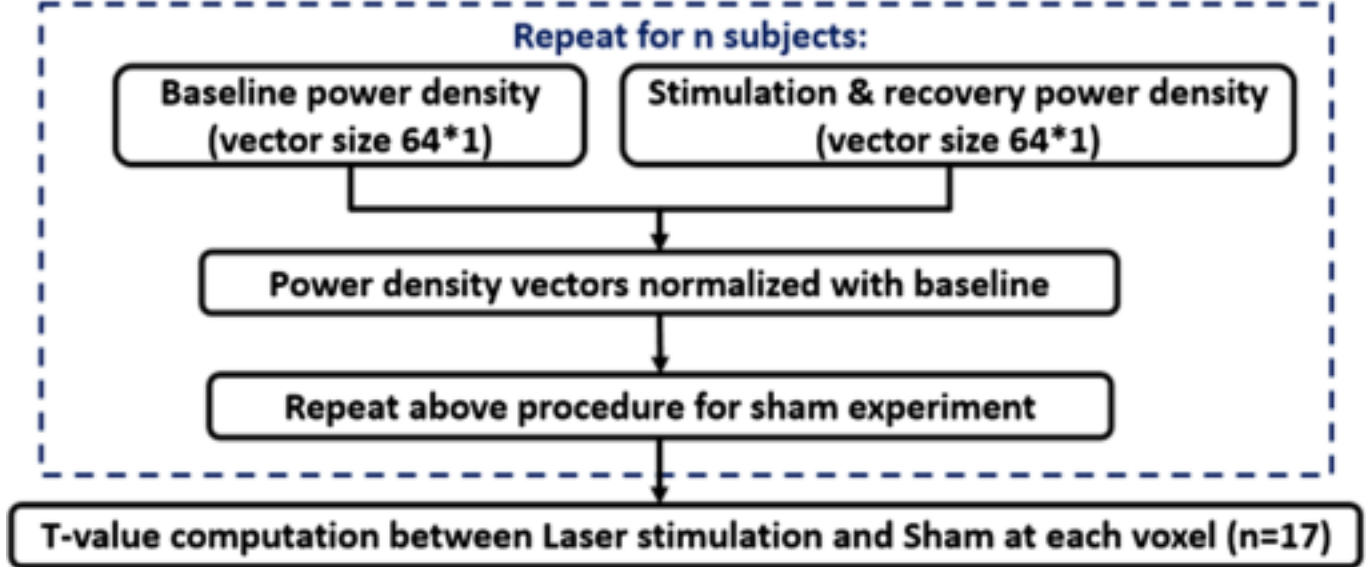 Repeat for n subjects:
Baseline power density
(vector size 64*1)
Stimulation & recovery power density
(vector size 64*1)
Power density vectors normalized with baseline
Repeat above procedure for sham experiment
T-value computation between Laser stimulation and Sham at each voxel (n=17)